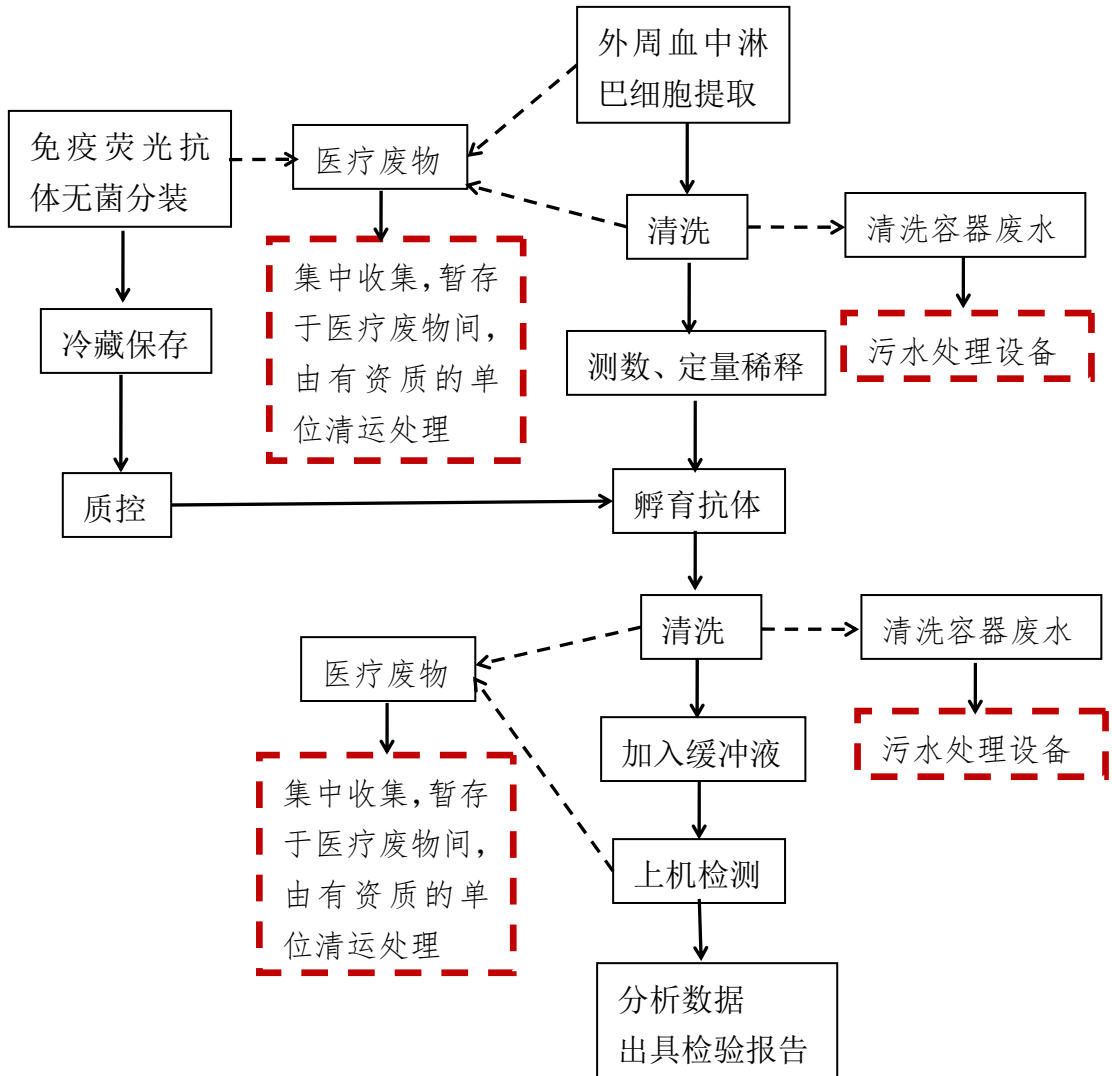 外周血中淋
巴细胞提取
免疫荧光抗
体无菌分装
医疗废物
清洗
清洗容器废水
集中收集，暂存
于医疗废物间，
由有资质的单
位清运处理
冷藏保存
测数、定量稀释
污水处理设备
质控
孵育抗体
清洗
清洗容器废水
医疗废物
加入缓冲液
污水处理设备
集中收集，暂存
于医疗废物间，
由有资质的单
位清运处理
上机检测
分析数据
出具检验报告